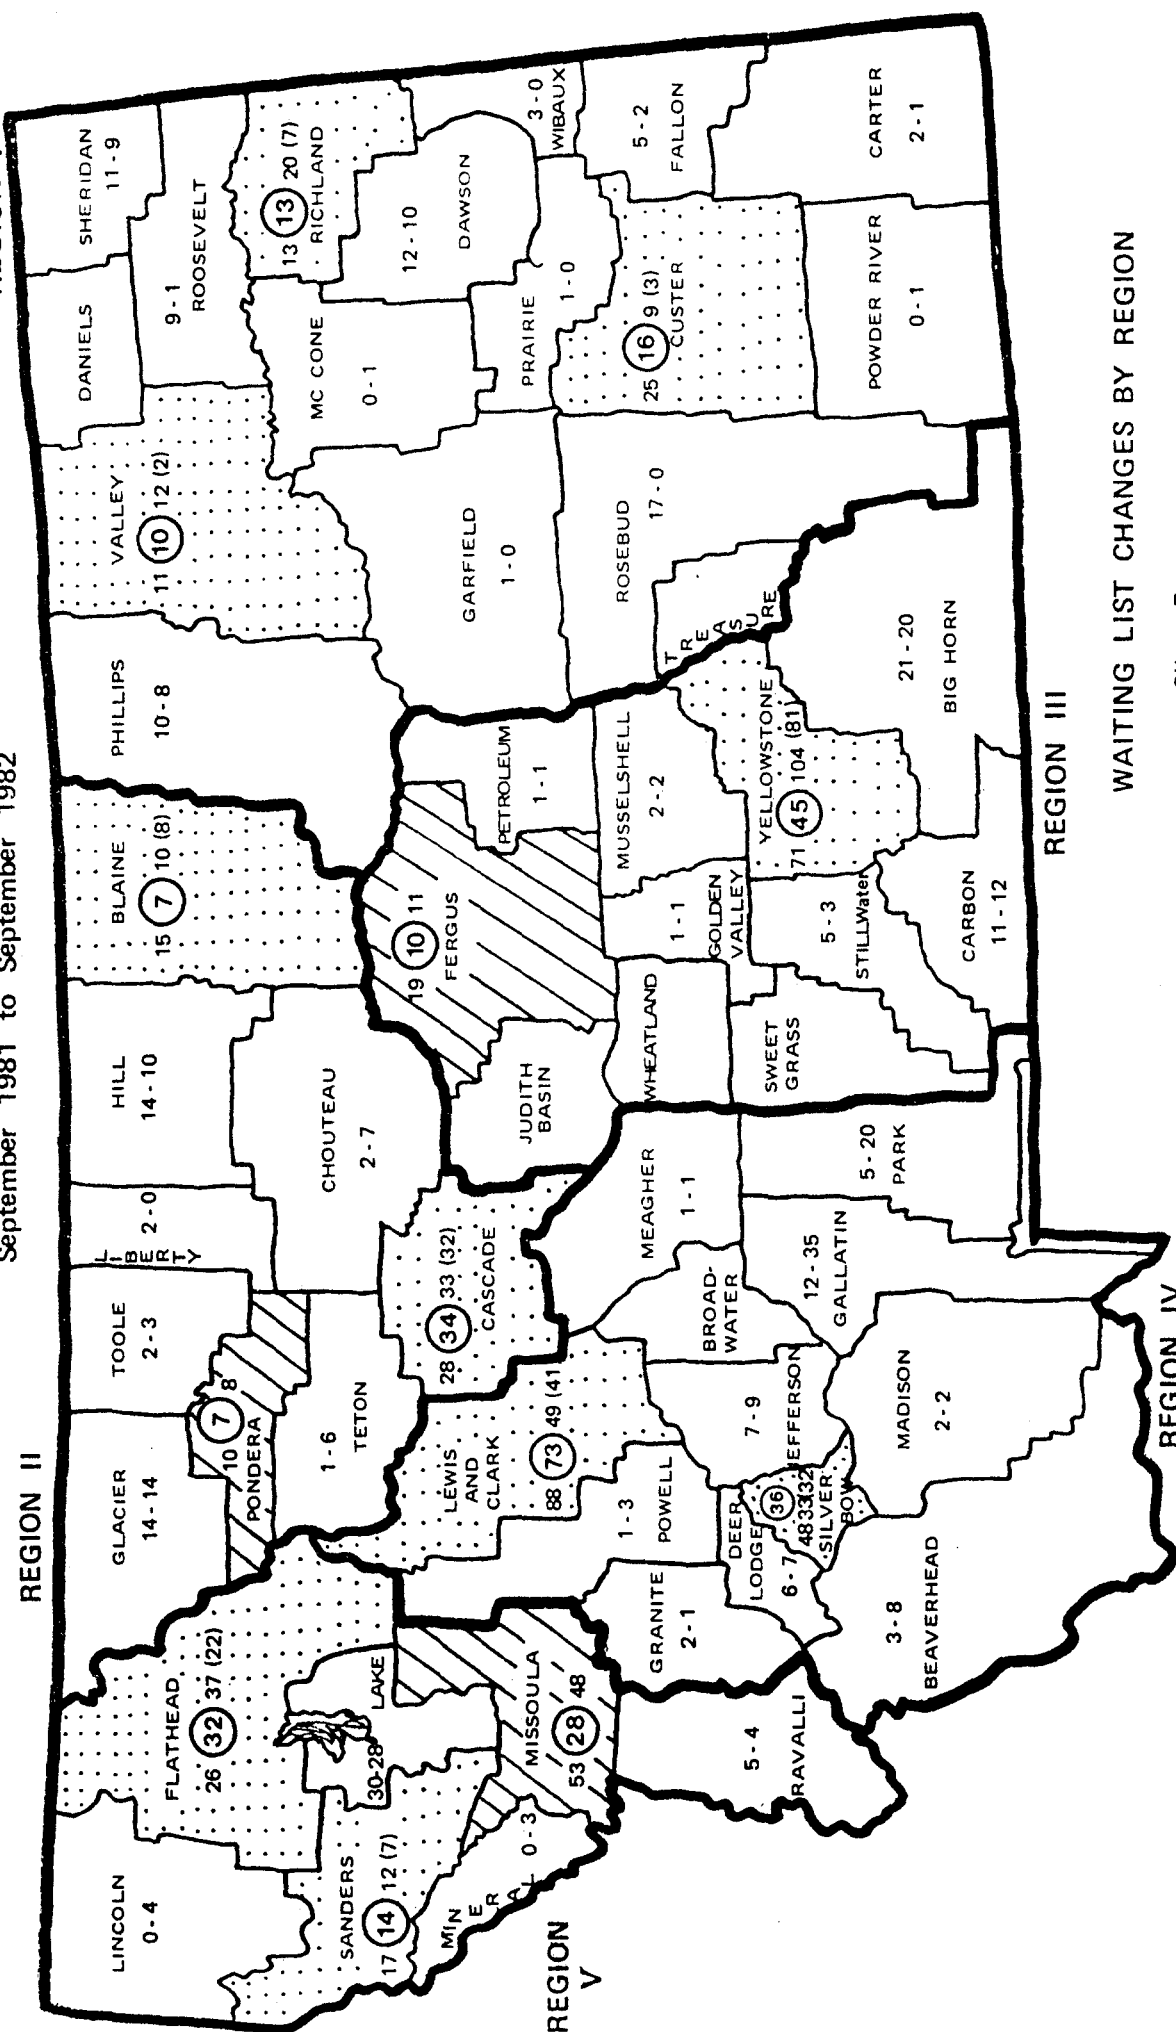 September 1981 to September 1982
REGION II
LINCOLN
0-4
FLATHEAD
26 (32) 37 (22)
GLACIER
14-14
TOOLE
2-3
LIBERTY
2-0
HILL
14-10
BLAINE
15 (7) 10 (8)
PHILLIPS
10-8
VALLEY
11 (10) 12 (2)
DANIELS
SHERIDAN
11-9
9-1
ROOSEVELT
SANDERS
17 (14) 12 (7)
LAKE
30-28
10 (7) 8
PONDERA
1-6
TETON
CHOUTEAU
2-7
MC CONE
0-1
13 (13) 20 (7)
RICHLAND
12-10
DAWSON
3-0
WIBAUX
MINERAL 0-3
MISSOULA
53 (28) 48
LEWIS
AND
CLARK
88 (73) 49 (41
28 (34) 33 (32)
CASCADE
JUDITH
BASIN
19 (10) 11
FERGUS
PETROLEUM
1-1
GARFIELD
1-0
PRAIRIE
1-0
1-3
POWELL
GRANITE
2-1
MEAGHER
1-1
WHEATLAND
1-1
GOLDEN
VALLEY
MUSSELSHELL
2-2
ROSEBUD
17-0
TREASURE
25 (16) 9 (3)
CUSTER
5-2
FALLON
REGION
V
5-4
RAVALLI
DEER
LODGE
6-7
(36)
4833(32
SILVER
BOW
7-9
JEFFERSON
BROAD-
WATER
12-35
GALLATIN
5-20
PARK
SWEET
GRASS
5-3
STILLWater
YELLOWSTONE
71 (45) 104 (81)
21-20
BIG HORN
POWDER RIVER
0-1
CARTER
2-1
3-8
BEAVERHEAD
MADISON
2-2
CARBON
11-12
REGION III
REGION IV
WAITING LIST CHANGES BY REGION